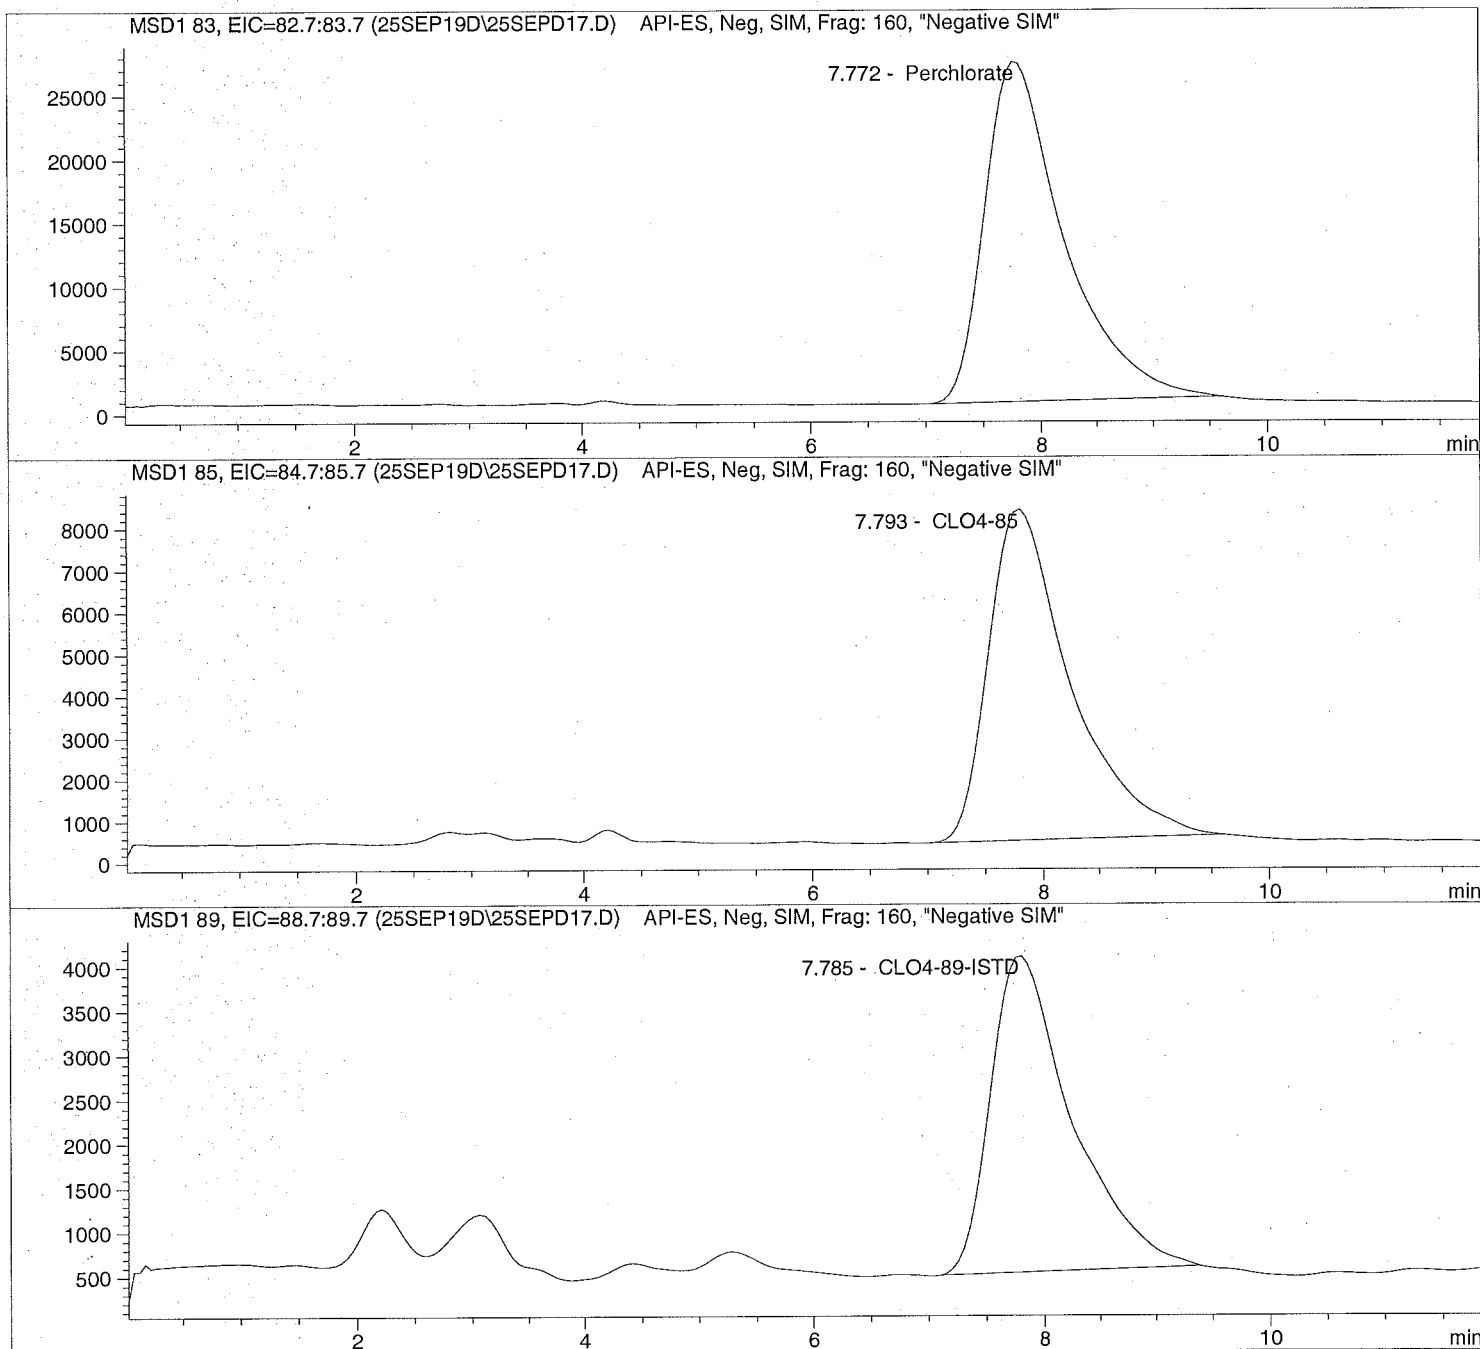 MSD1 83, EIC=82.7:83.7 (25SEP19D\25SEPD17.D) API-ES, Neg, SIM, Frag: 160, "Negative SIM"
7.772 - Perchlorate
25000
20000
15000
10000
5000
0
2 4 6 8 10 min
MSD1 85, EIC=84.7:85.7 (25SEP19D\25SEPD17.D) API-ES, Neg, SIM, Frag: 160, "Negative SIM"
7.793 - CLO4-85
8000
7000
6000
5000
4000
3000
2000
1000
0
2 4 6 8 10 min
MSD1 89, EIC=88.7:89.7 (25SEP19D\25SEPD17.D) API-ES, Neg, SIM, Frag: 160, "Negative SIM"
7.785 - CLO4-89-ISTD
4000
3500
3000
2500
2000
1500
1000
500
2 4 6 8 10 min